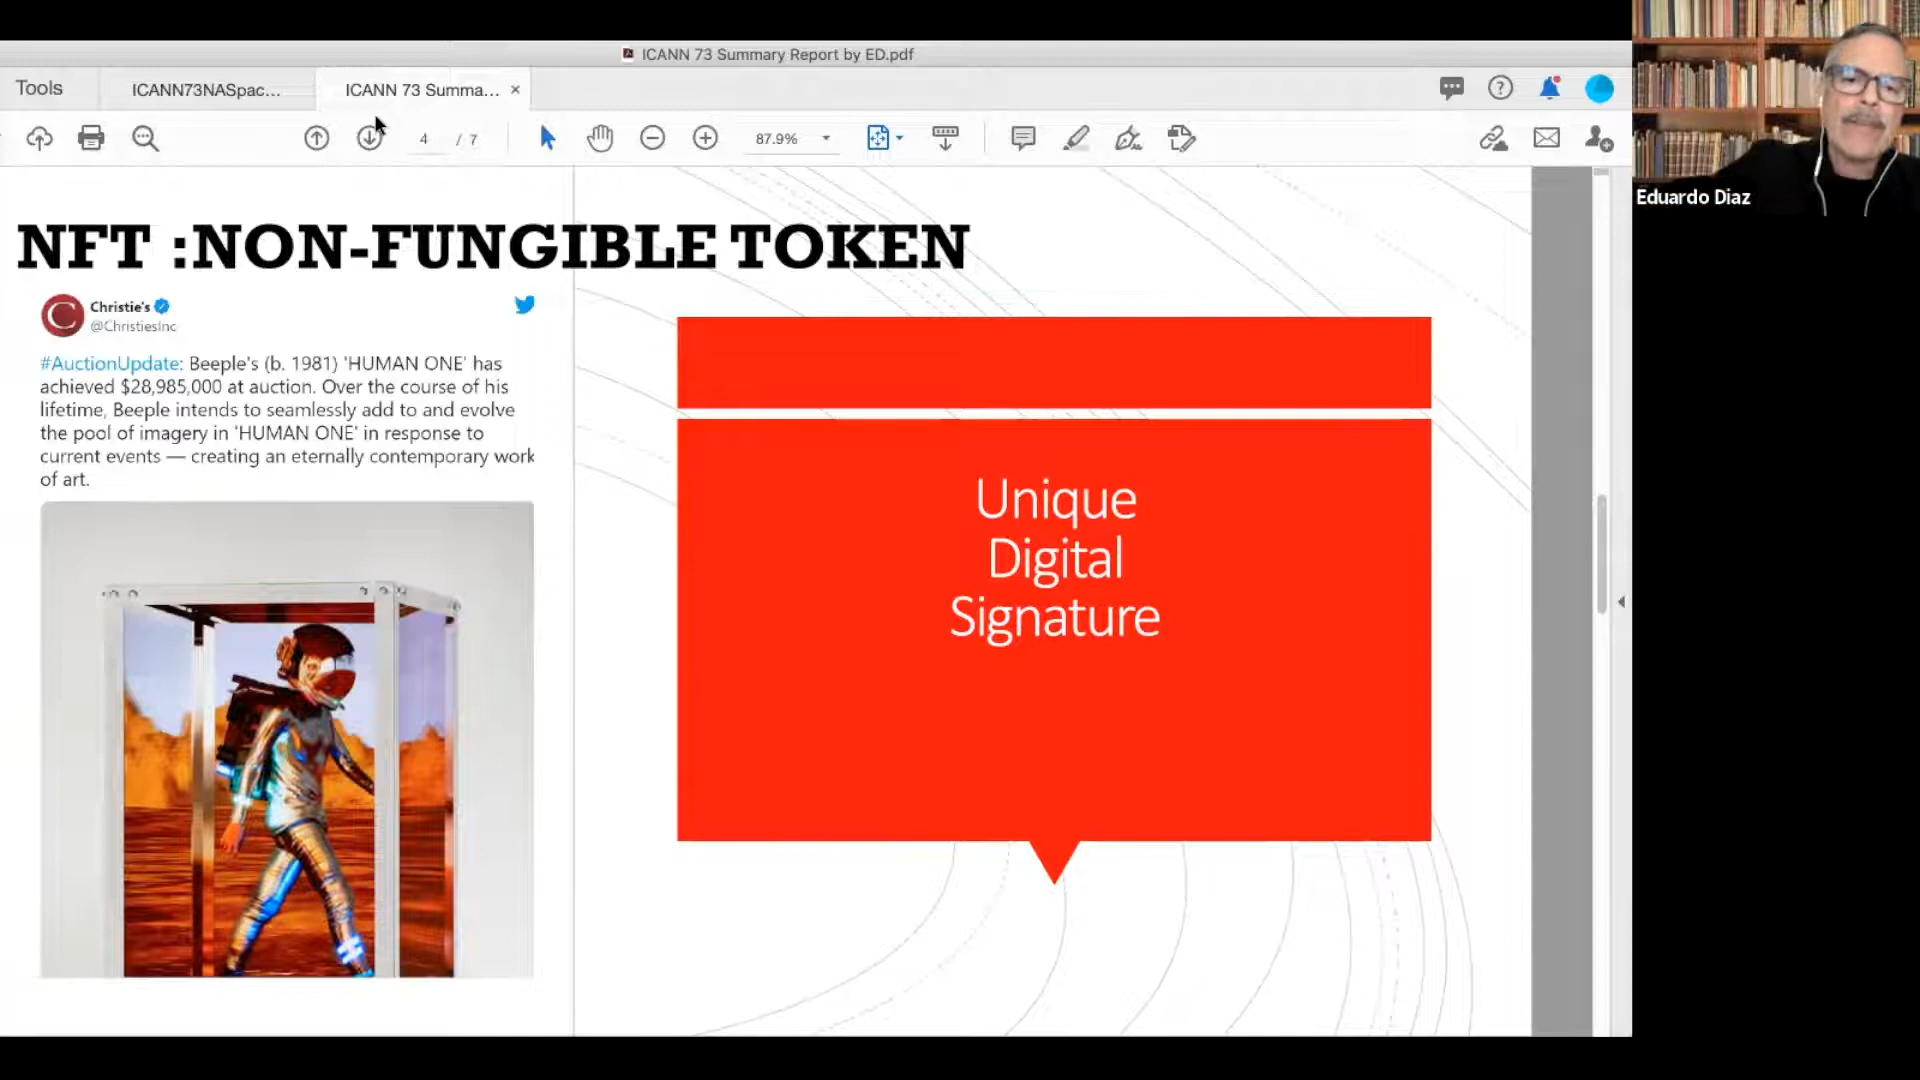 ICANN 73 Summary Report by ED.pdf
Tools
ICANN73NASpac...
ICANN 73 Summa...
4 / 7
87.9%
NFT :NON-FUNGIBLE TOKEN
Christie's
@ChristiesInc
#AuctionUpdate: Beeple's (b. 1981) 'HUMAN ONE' has
achieved $28,985,000 at auction. Over the course of his
lifetime, Beeple intends to seamlessly add to and evolve
the pool of imagery in 'HUMAN ONE' in response to
current events — creating an eternally contemporary work
of art.
Unique
Digital
Signature
Eduardo Diaz